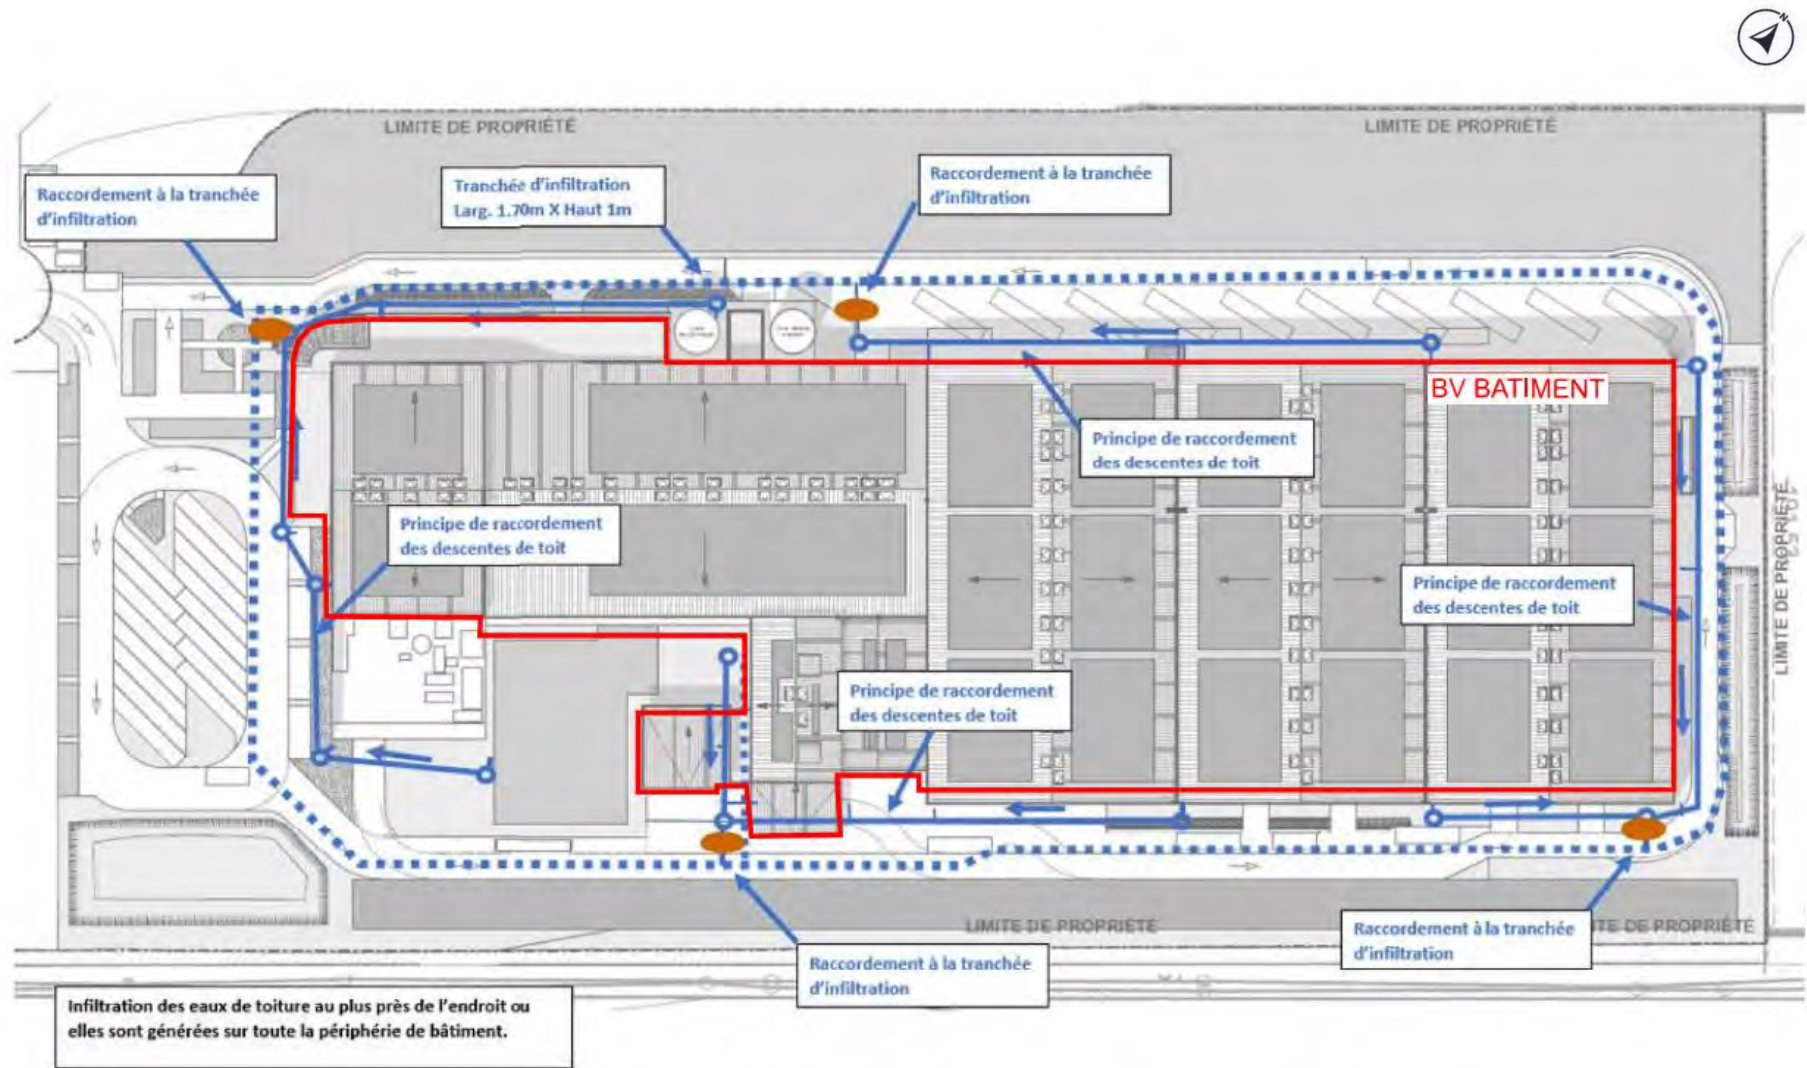 N
LIMITE DE PROPRIÉTÉ
LIMITE DE PROPRIÉTÉ
Raccordement à la tranchée
d'infiltration
Tranchée d'infiltration
Larg. 1.70m X Haut 1m
Raccordement à la tranchée
d'infiltration
BV BATIMENT
Principe de raccordement
des descentes de toit
Principe de raccordement
des descentes de toit
Principe de raccordement
des descentes de toit
LIMITE DE PROPRIÉTÉ
Principe de raccordement
des descentes de toit
LIMITE DE PROPRIÉTÉ
Raccordement à la tranchée
d'infiltration
ITE DE PROPRIÉTÉ
Raccordement à la tranchée
d'infiltration
Infiltration des eaux de toiture au plus près de l'endroit ou
elles sont générées sur toute la périphérie de bâtiment.